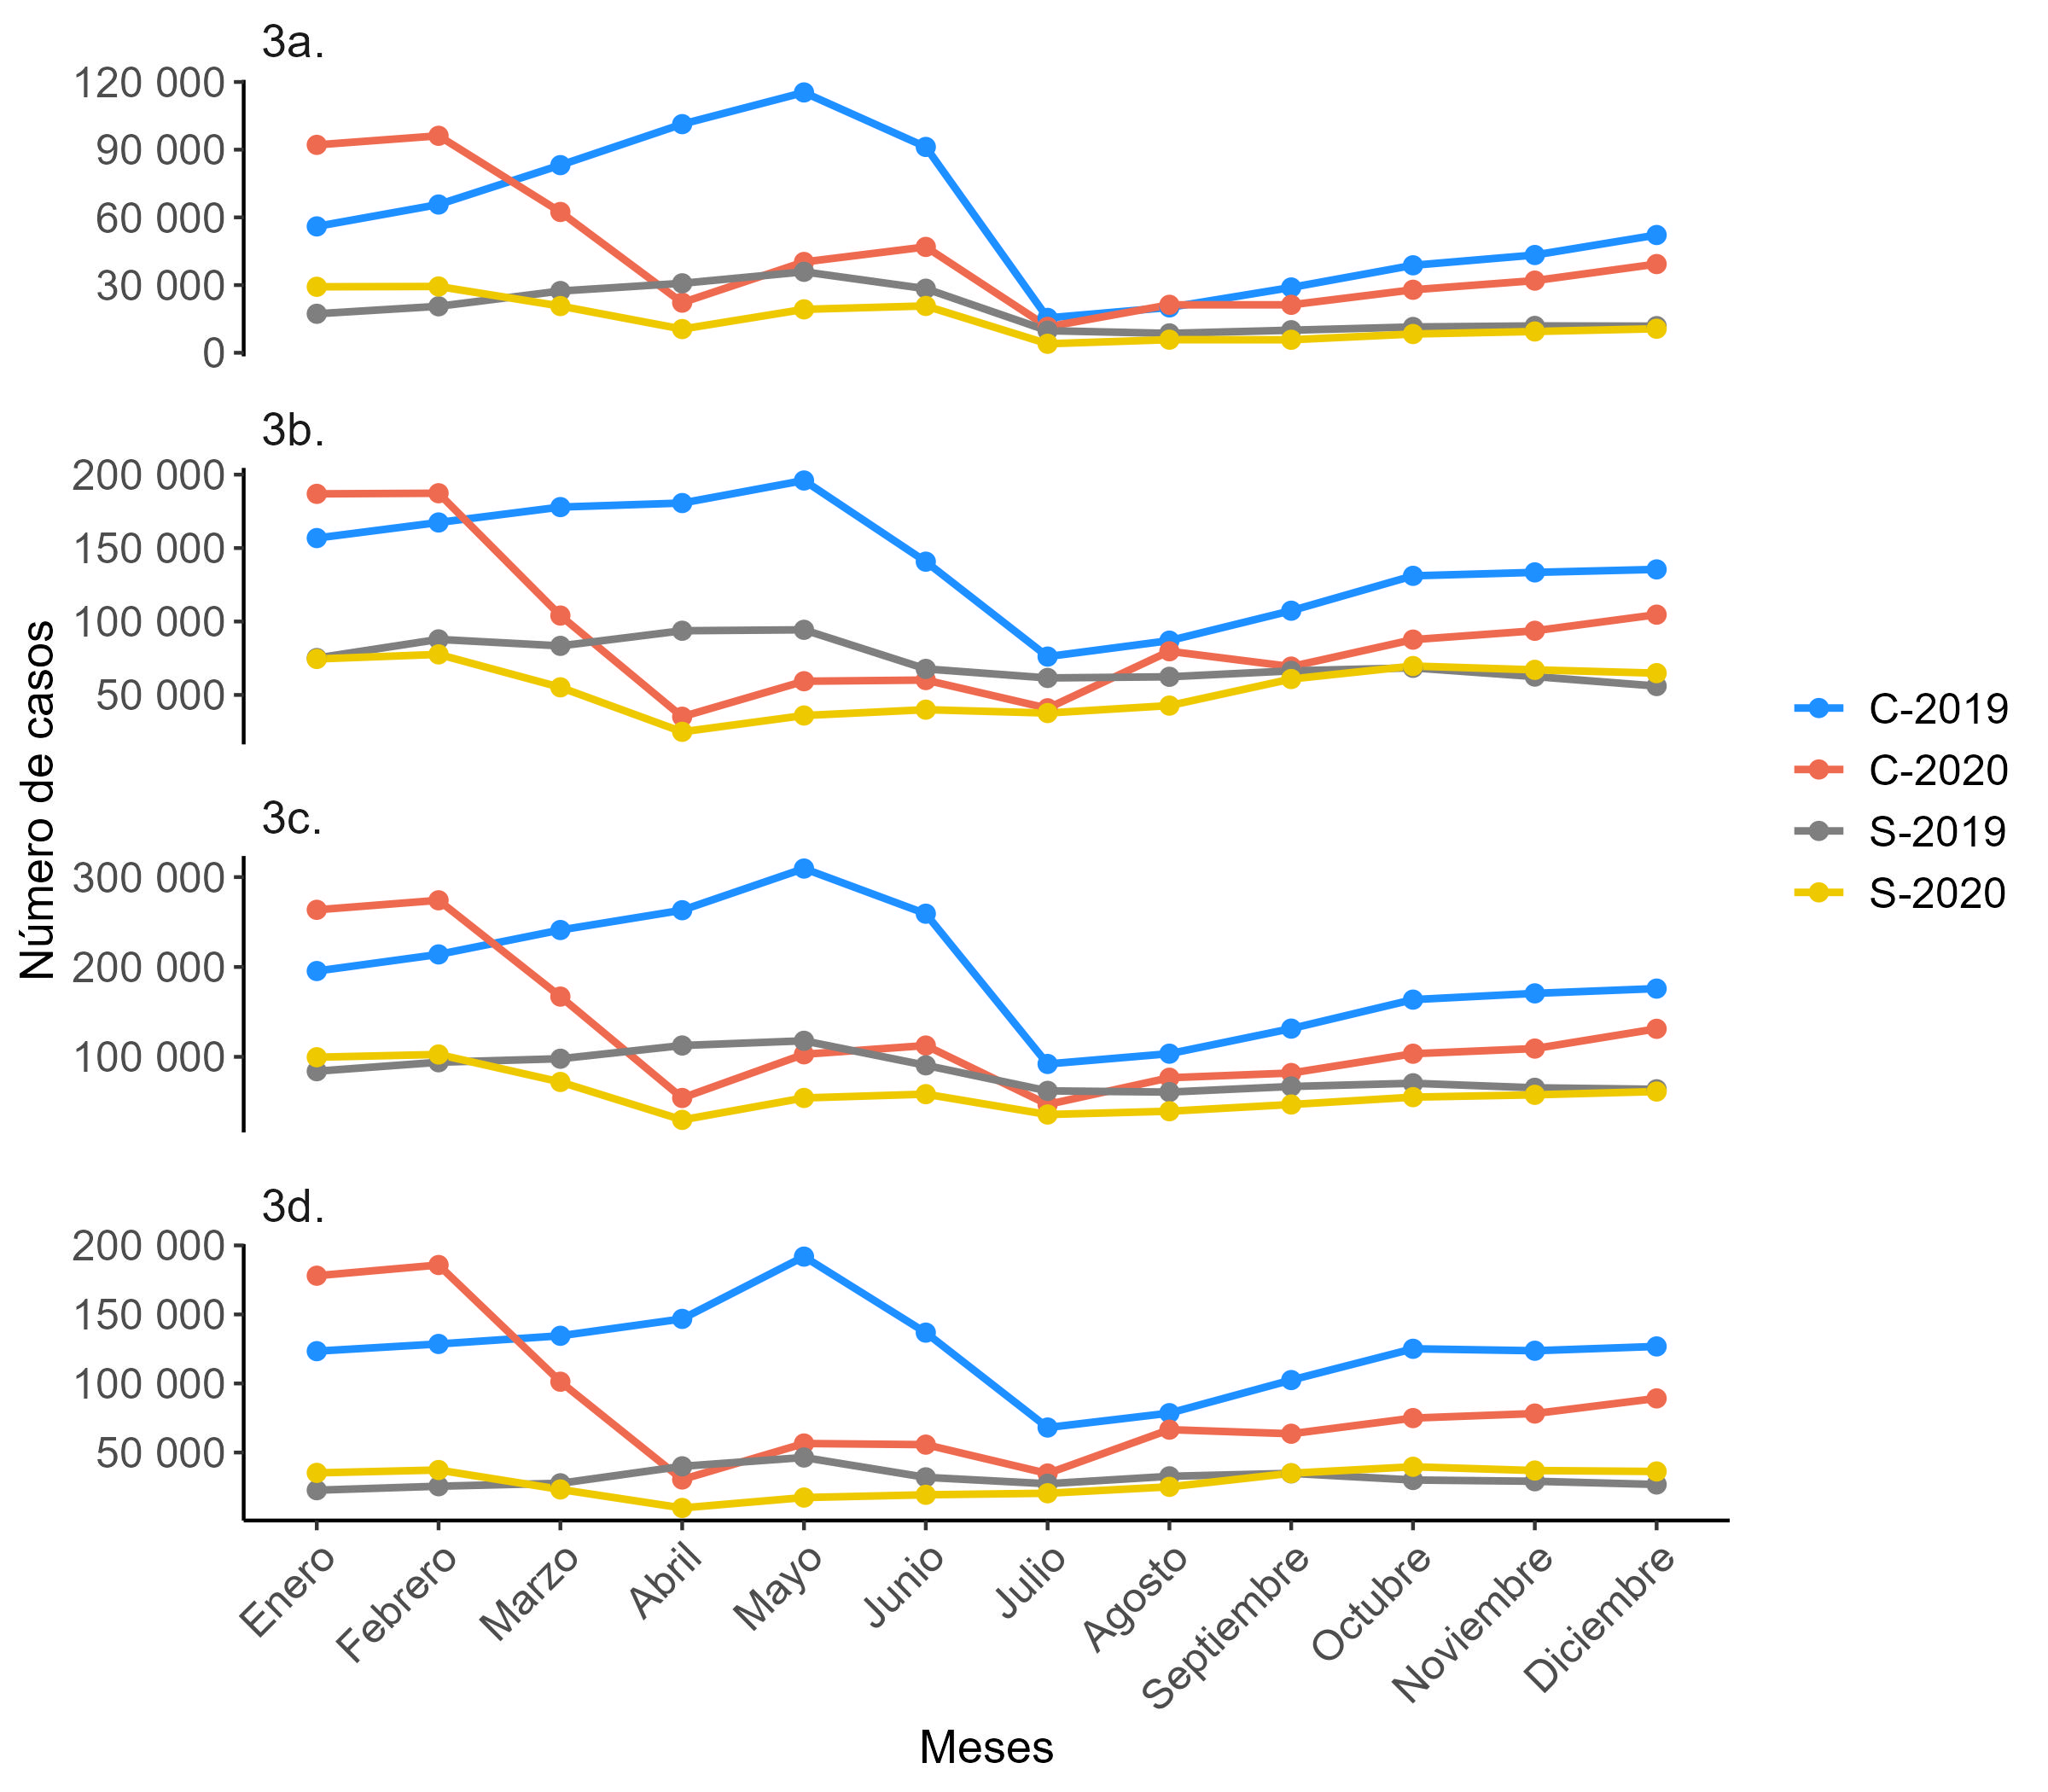 3a.
120 000
90 000
60 000
30 000
0
3b.
200 000
150 000
100 000
50 000
3c.
300 000
200 000
100 000
3d.
200 000
150 000
100 000
50 000
Número de casos
C-2019
C-2020
S-2019
S-2020
Enero
Febrero
Marzo
Abril
Mayo
Junio
Julio
Agosto
Septiembre
Octubre
Noviembre
Diciembre
Meses